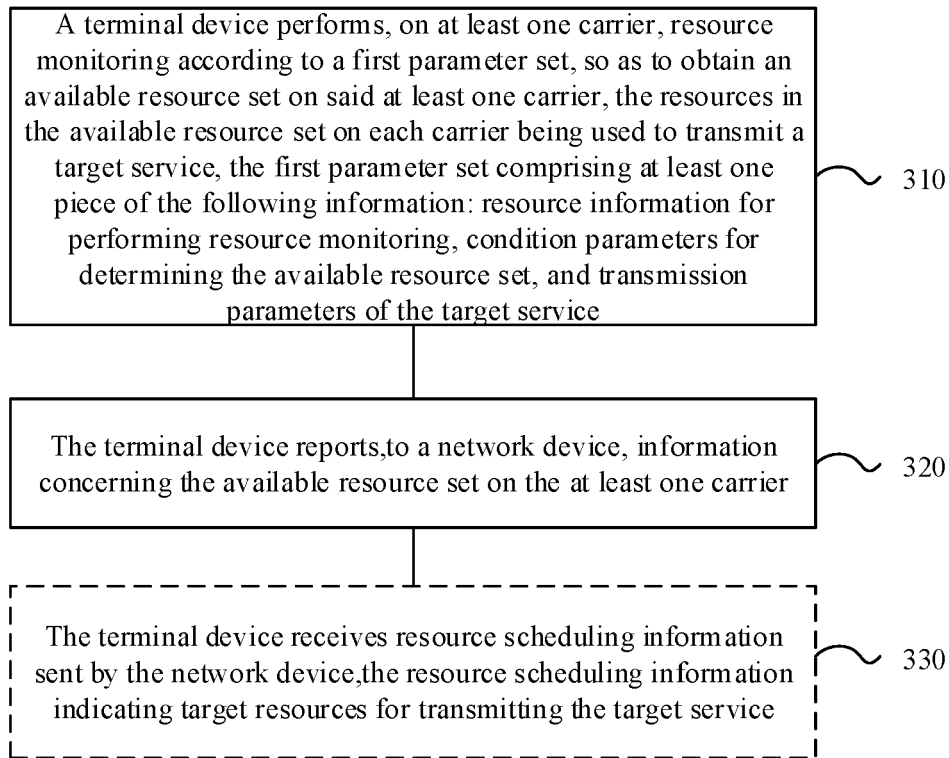 A terminal device performs, on at least one carrier, resource
monitoring according to a first parameter set, so as to obtain an
available resource set on said at least one carrier, the resources in
the available resource set on each carrier being used to transmit a
target service, the first parameter set comprising at least one
piece of the following information: resource information for
performing resource monitoring, condition parameters for
determining the available resource set, and transmission
parameters of the target service
310
The terminal device reports,to a network device, information
concerning the available resource set on the at least one carrier
320
The terminal device receives resource scheduling information
sent by the network device,the resource scheduling information
indicating target resources for transmitting the target service
330